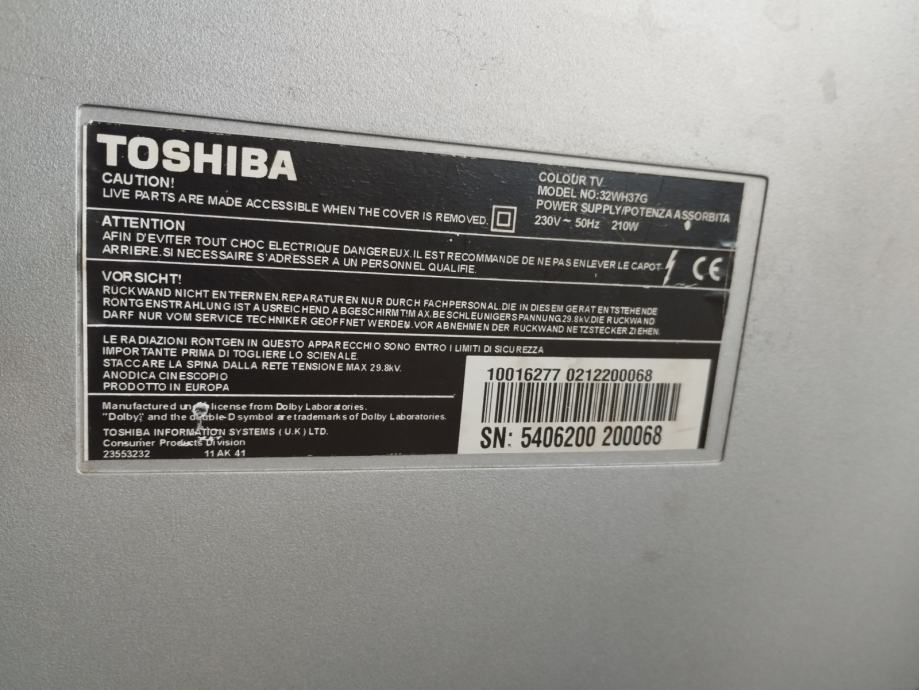 TOSHIBA
CAUTION!
LIVE PARTS ARE MADE ACCESSIBLE WHEN THE COVER IS REMOVED.
COLOUR TV
MODEL NO:32WH37G
POWER SUPPLY/POTENZA ASSORBITA
230V ~ 50Hz 210W
ATTENTION
AFIN D'EVITER TOUT CHOC ELECTRIQUE DANGEREUX.IL EST RECOMMANDE DE NE PAS ENLEVER LE CAPOT
ARRIERE.SI NECESSAIRE S'ADRESSER A UN PERSONNEL QUALIFIE.
CE
VORSICHT!
RUCKWAND NICHT ENTFERNEN.REPARATUREN NUR DURCH FACHPERSONAL.DIE IN DIESEM GERAT ENTSTEHENDE
RÖNTGENSTRAHLUNG IST AUSREICHEND ABGESCHIRMT!MAX.BESCHLEUNIGERSPANNUNG29.8kV.DIE RUCKWAND
DARF NUR VOM SERVICE TECHNIKER GEOFFNET WERDEN.VOR ABNEHMEN DER RUCKWAND NETZSTECKER ZIEHEN.
LE RADIAZIONI RONTGEN IN QUESTO APPARECCHIO SONO ENTRO I LIMITI DI SICUREZZA
IMPORTANTE PRIMA DI TOGLIERE LO SCIENALE
STACCARE LA SPINA DALLA RETE TENSIONE MAX 29.8kV.
ANODICA CINESCOPIO
PRODOTTO IN EUROPA
Manufactured under license from Dolby Laboratories.
"Dolby" and the double-D symbol are trademarks of Dolby Laboratories.
TOSHIBA INFORMATION SYSTEMS (U.K) LTD.
Consumer Products Division
23553232 11 AK 41
10016277 0212200068
SN: 5406200 200068